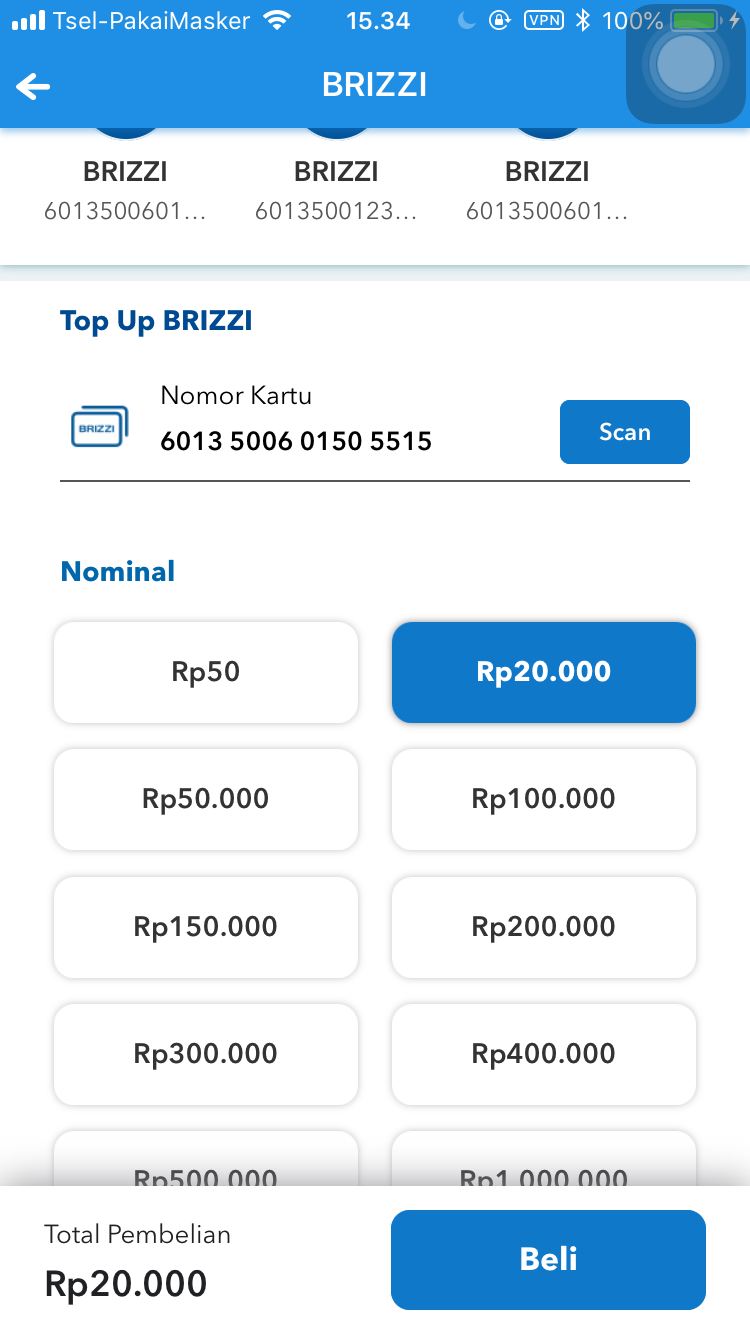 Tsel-PakaiMasker 15.34 VPN 100%
BRIZZI
BRIZZI BRIZZI BRIZZI
6013500601... 6013500123... 6013500601...
Top Up BRIZZI
Nomor Kartu
BRIZZI
6013 5006 0150 5515
Scan
Nominal
Rp50 Rp20.000
Rp50.000 Rp100.000
Rp150.000 Rp200.000
Rp300.000 Rp400.000
Rp500.000 Rp1.000.000
Total Pembelian
Rp20.000
Beli